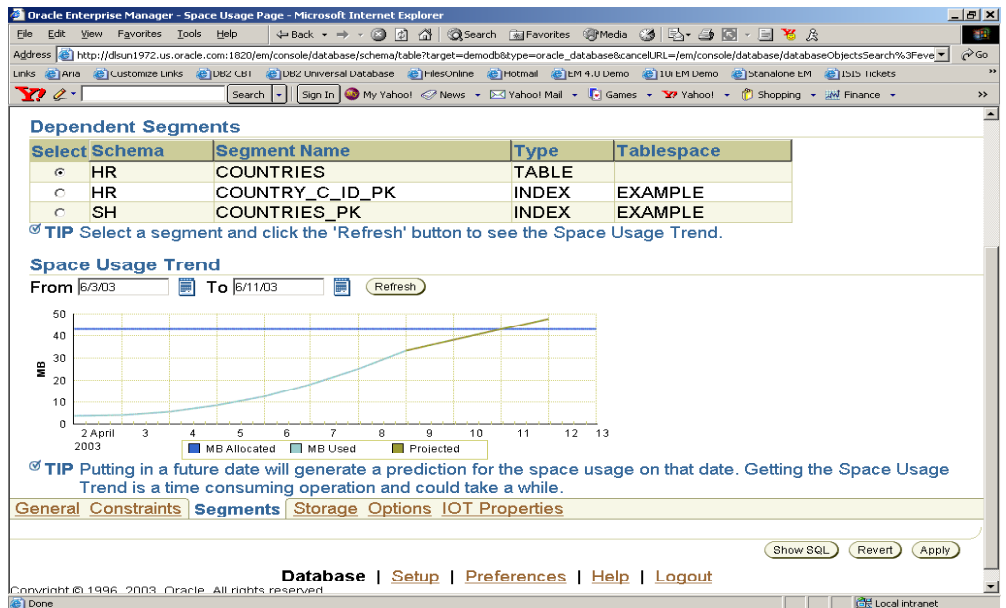 Oracle Enterprise Manager - Space Usage Page - Microsoft Internet Explorer
File Edit View Favorites Tools Help Back Search Favorites Media
Address http://dlsun1972.us.oracle.com:1820/em/console/database/schema/table?target=demodb&type=oracle_database&cancelURL=/em/console/database/databaseObjectsSearch%3Feve Go
Links Aria Customize Links DB2 CBT DB2 Universal Database FilesOnline Hotmail EM 4.0 Demo 10i EM Demo Stanalone EM ISIS Tickets »
Y? Search Sign In My Yahoo! News Yahoo! Mail Games Yahoo! Shopping Finance »
Dependent Segments
Select Schema Segment Name Type Tablespace
HR COUNTRIES TABLE
HR COUNTRY_C_ID_PK INDEX EXAMPLE
SH COUNTRIES_PK INDEX EXAMPLE
TIP Select a segment and click the 'Refresh' button to see the Space Usage Trend.
Space Usage Trend
From 6/3/03 To 6/11/03 Refresh
50
40
30
20
10
0
MB
2 April 3 4 5 6 7 8 9 10 11 12 13
2003
MB Allocated MB Used Projected
TIP Putting in a future date will generate a prediction for the space usage on that date. Getting the Space Usage
Trend is a time consuming operation and could take a while.
General Constraints Segments Storage Options IOT Properties
Show SQL Revert Apply
Database | Setup | Preferences | Help | Logout
Copyright © 1996, 2003, Oracle. All rights reserved.
Done Local intranet